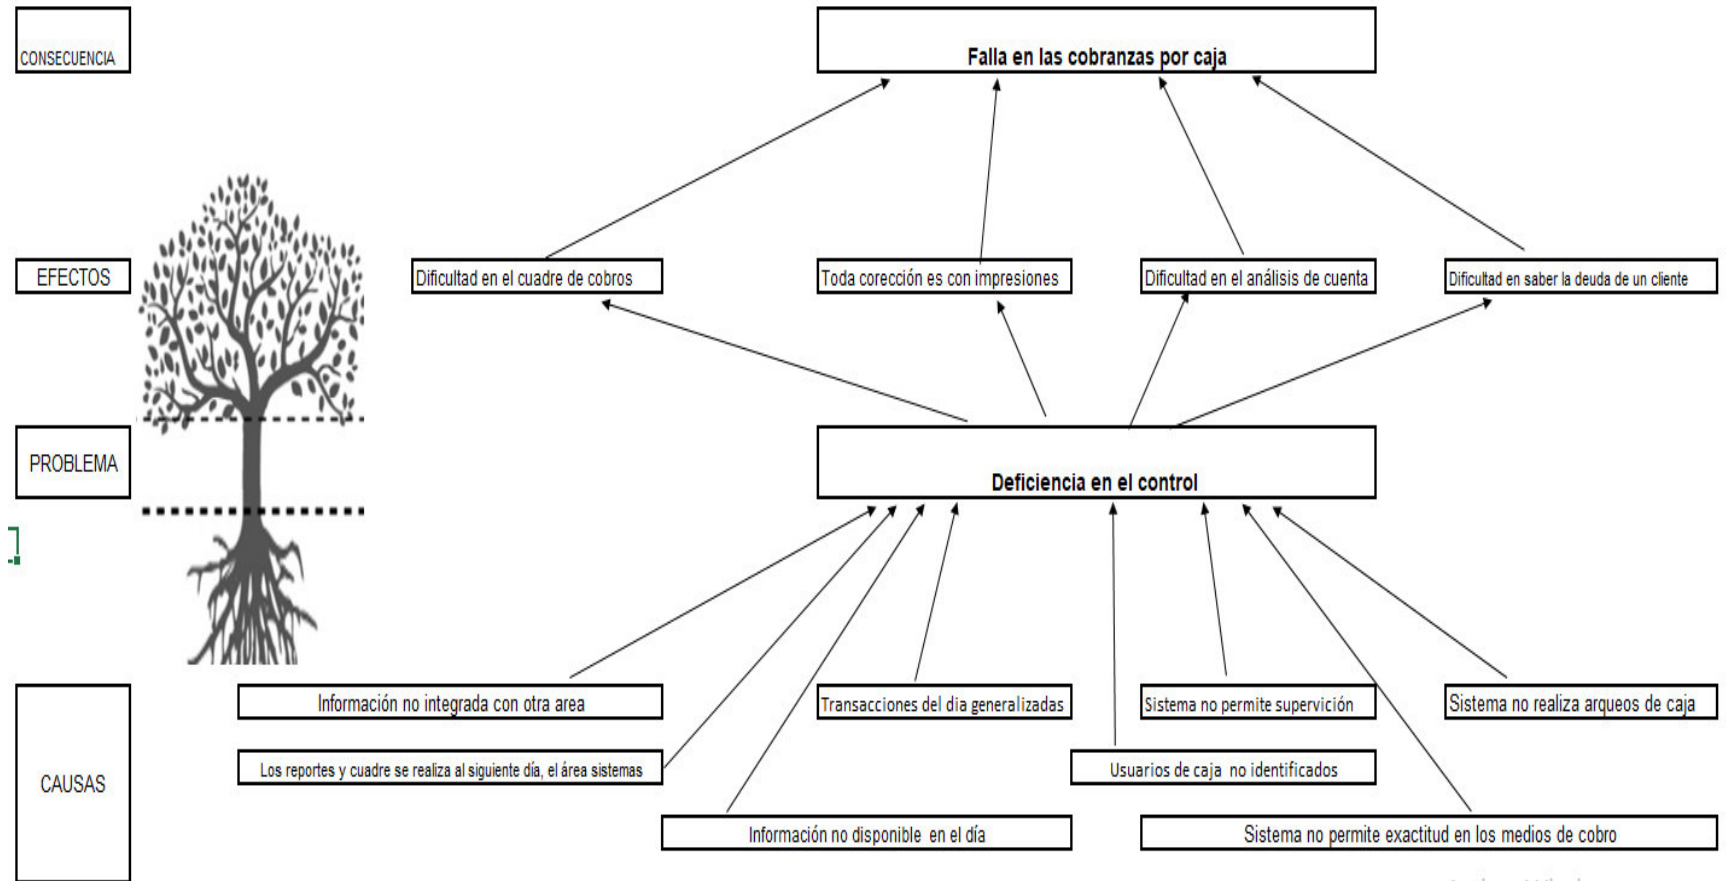 CONSECUENCIA
Falla en las cobranzas por caja
EFECTOS
Dificultad en el cuadre de cobros
Toda corección es con impresiones
Dificultad en el análisis de cuenta
Dificultad en saber la deuda de un cliente
PROBLEMA
Deficiencia en el control
CAUSAS
Información no integrada con otra area
Transacciones del dia generalizadas
Sistema no permite supervición
Sistema no realiza arqueos de caja
Los reportes y cuadre se realiza al siguiente día, el área sistemas
Usuarios de caja no identificados
Información no disponible en el día
Sistema no permite exactitud en los medios de cobro